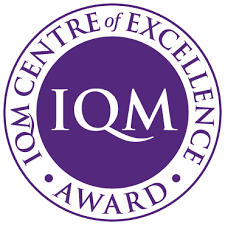 IQM CENTRE of EXCELLENCE
IQM
· AWARD ·